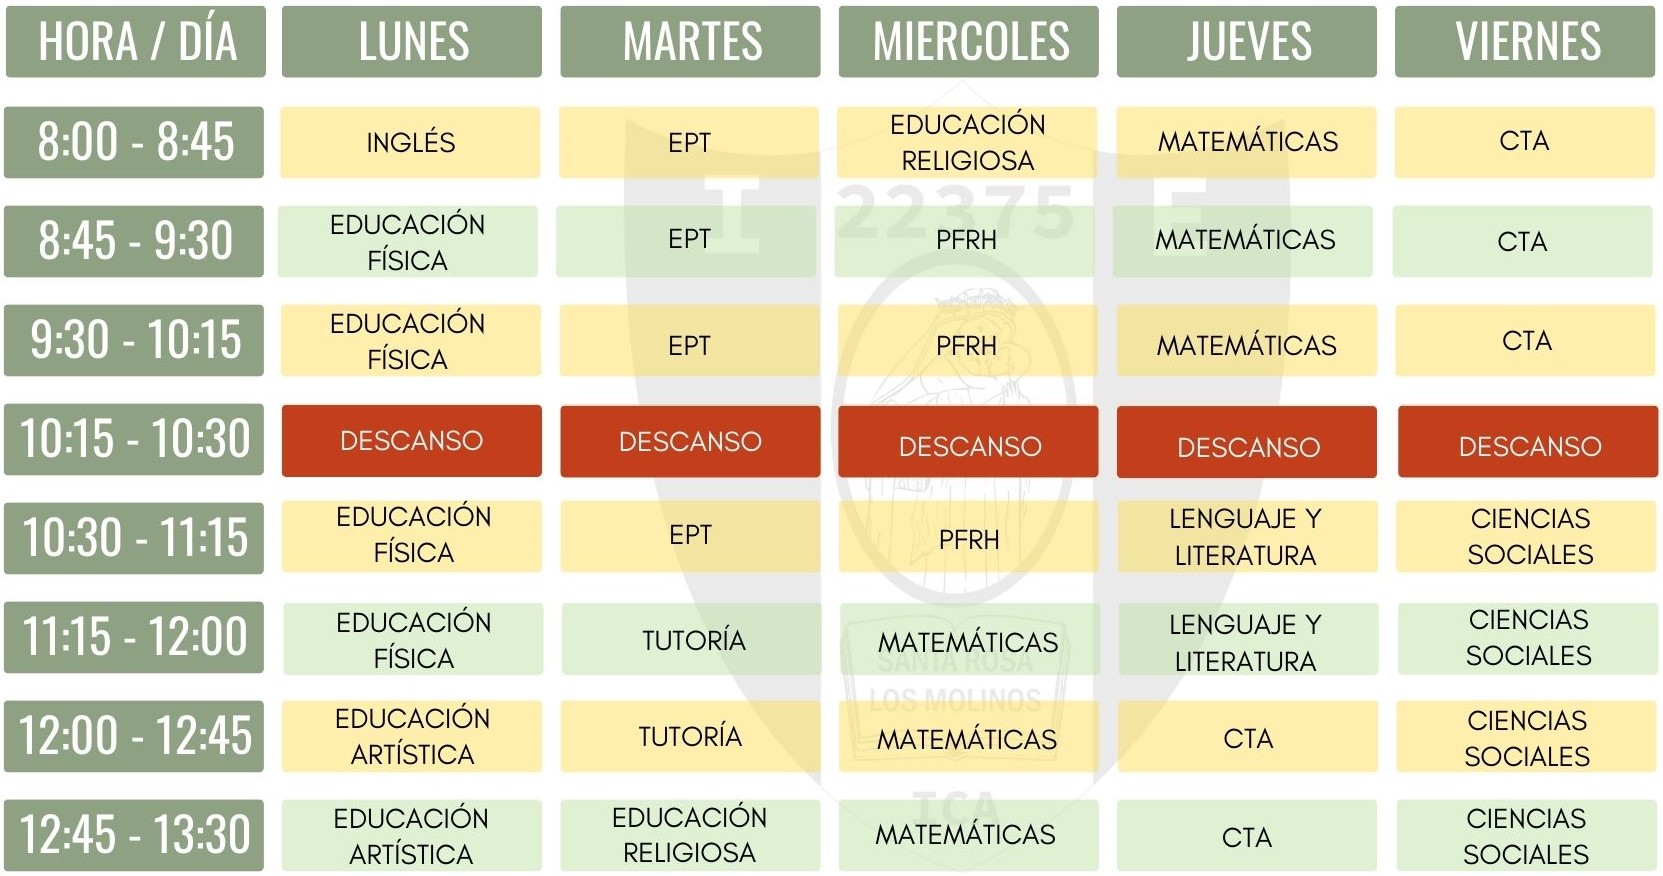 HORA / DÍA LUNES MARTES MIERCOLES JUEVES VIERNES
8:00 - 8:45 INGLÉS EPT EDUCACIÓN RELIGIOSA MATEMÁTICAS CTA
I 22375 E
8:45 - 9:30 EDUCACIÓN FÍSICA EPT PFRH MATEMÁTICAS CTA
9:30 - 10:15 EDUCACIÓN FÍSICA EPT PFRH MATEMÁTICAS CTA
10:15 - 10:30 DESCANSO DESCANSO DESCANSO DESCANSO DESCANSO
10:30 - 11:15 EDUCACIÓN FÍSICA EPT PFRH LENGUAJE Y LITERATURA CIENCIAS SOCIALES
11:15 - 12:00 EDUCACIÓN FÍSICA TUTORÍA MATEMÁTICAS LENGUAJE Y LITERATURA CIENCIAS SOCIALES
SANTA ROSA
LOS MOLINOS
12:00 - 12:45 EDUCACIÓN ARTÍSTICA TUTORÍA MATEMÁTICAS CTA CIENCIAS SOCIALES
ICA
12:45 - 13:30 EDUCACIÓN ARTÍSTICA EDUCACIÓN RELIGIOSA MATEMÁTICAS CTA CIENCIAS SOCIALES